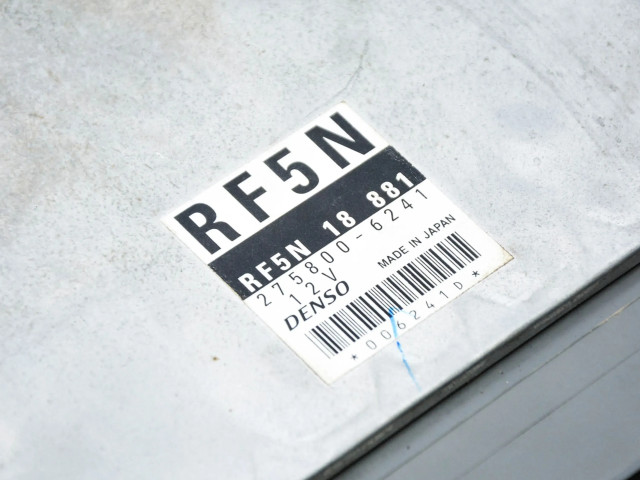 RF5N
RF5N 18 881
275800-6241
12V
DENSO MADE IN JAPAN
*006241D*